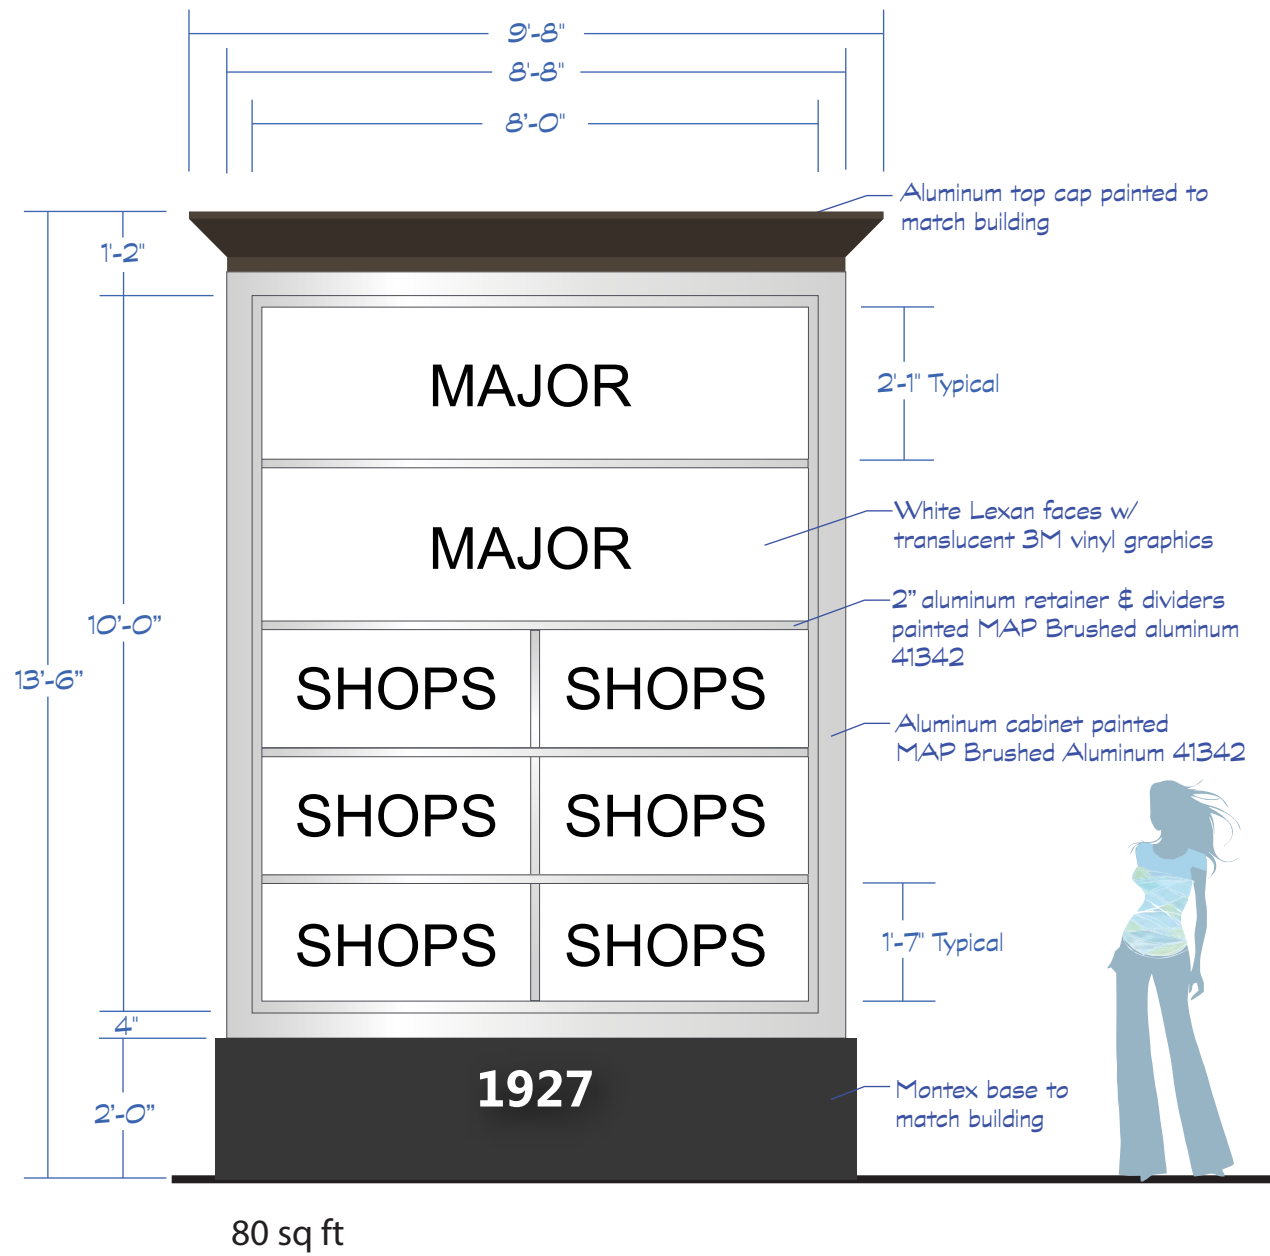 9'-8"
8'-8"
8'-0"
Aluminum top cap painted to
match building
1'-2"
MAJOR
2'-1" Typical
MAJOR
White Lexan faces w/
translucent 3M vinyl graphics
2" aluminum retainer & dividers
painted MAP Brushed aluminum
41342
10'-0"
13'-6"
SHOPS SHOPS
Aluminum cabinet painted
MAP Brushed Aluminum 41342
SHOPS SHOPS
SHOPS SHOPS
1'-7" Typical
4"
1927
2'-0"
Montex base to
match building
80 sq ft